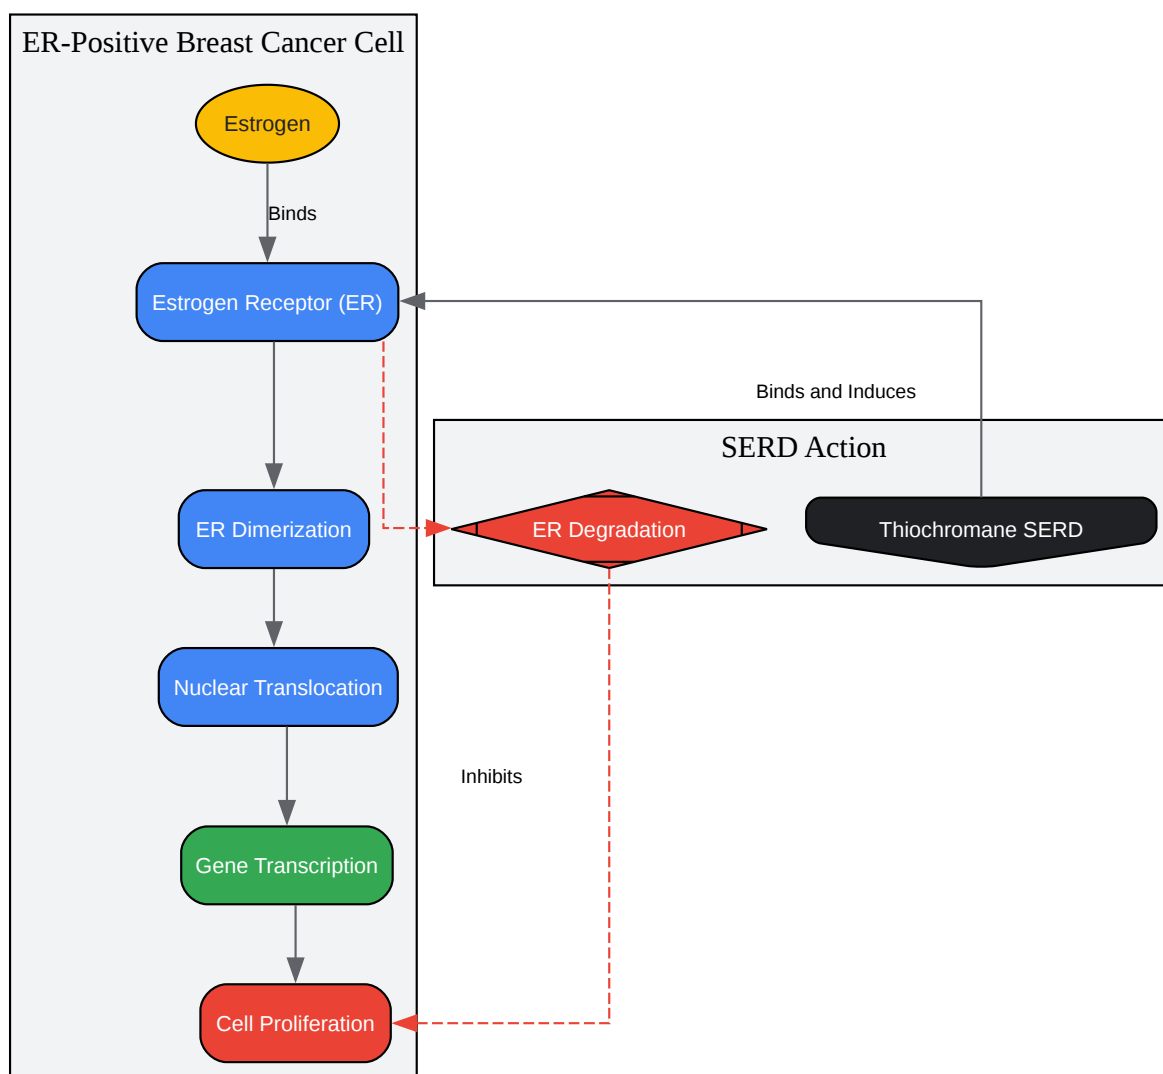 ER-Positive Breast Cancer Cell
Estrogen
Binds
Estrogen Receptor (ER)
Binds and Induces
SERD Action
ER Dimerization
ER Degradation
Thiochromane SERD
Nuclear Translocation
Inhibits
Gene Transcription
Cell Proliferation